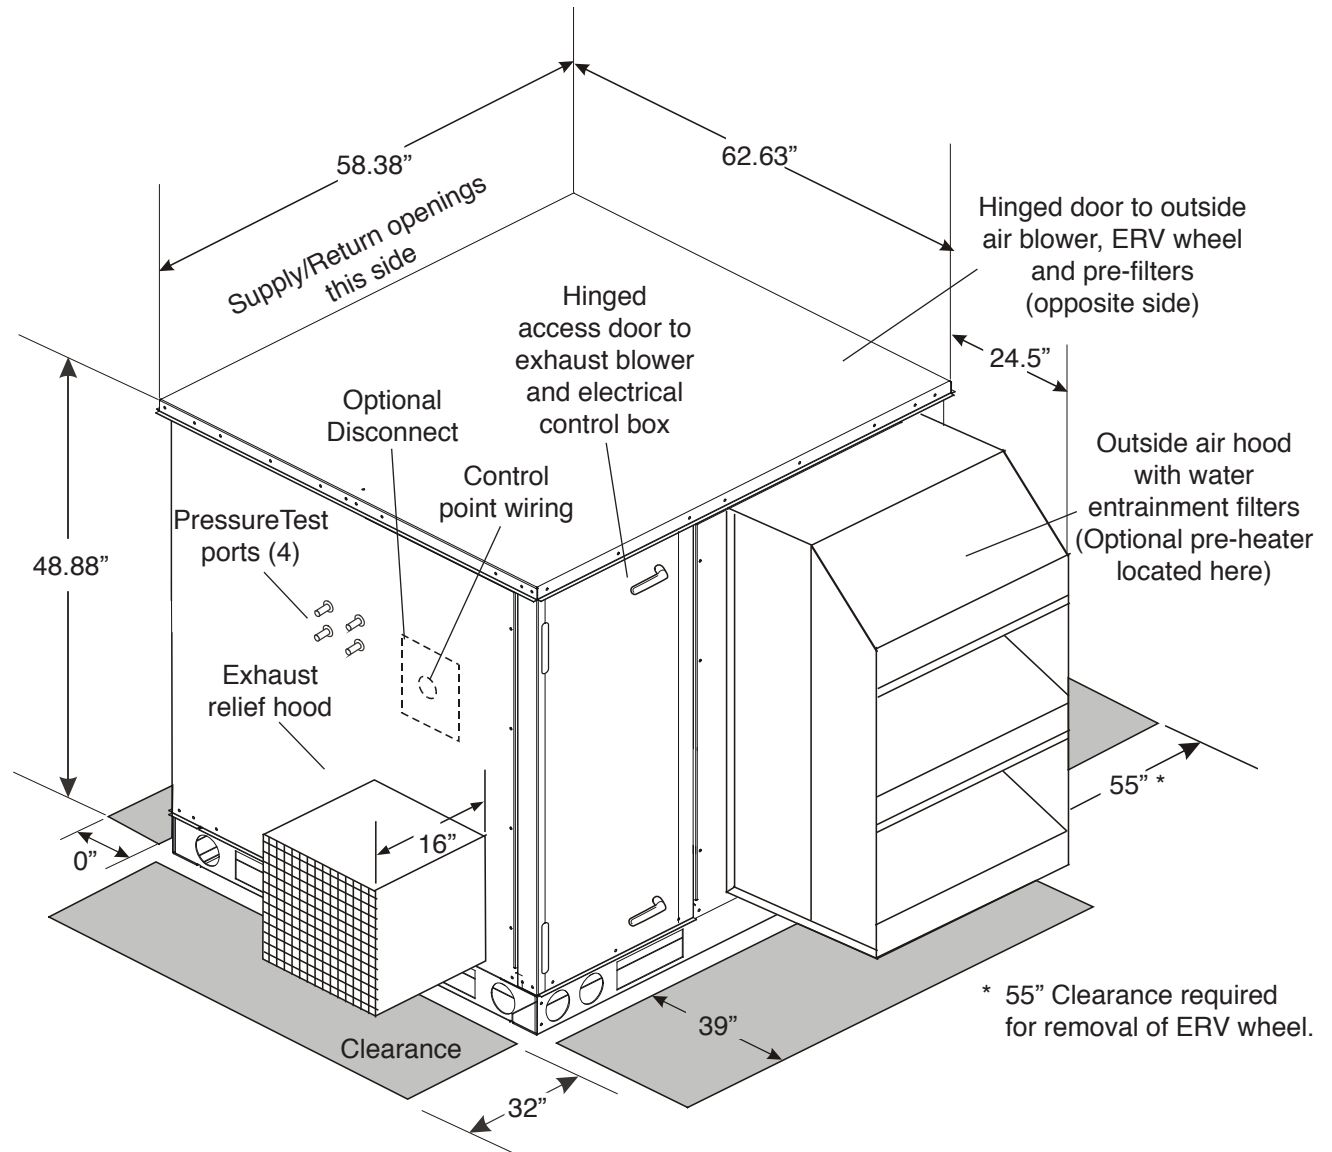 58.38”
62.63”
Supply/Return openings
this side
Hinged door to outside
air blower, ERV wheel
and pre-filters
(opposite side)
24.5”
Hinged
access door to
exhaust blower
and electrical
control box
Optional
Disconnect
Control
point wiring
Outside air hood
with water
entrainment filters
(Optional pre-heater
located here)
PressureTest
ports (4)
48.88”
Exhaust
relief hood
55” *
16”
0”
* 55” Clearance required
for removal of ERV wheel.
39”
Clearance
32”